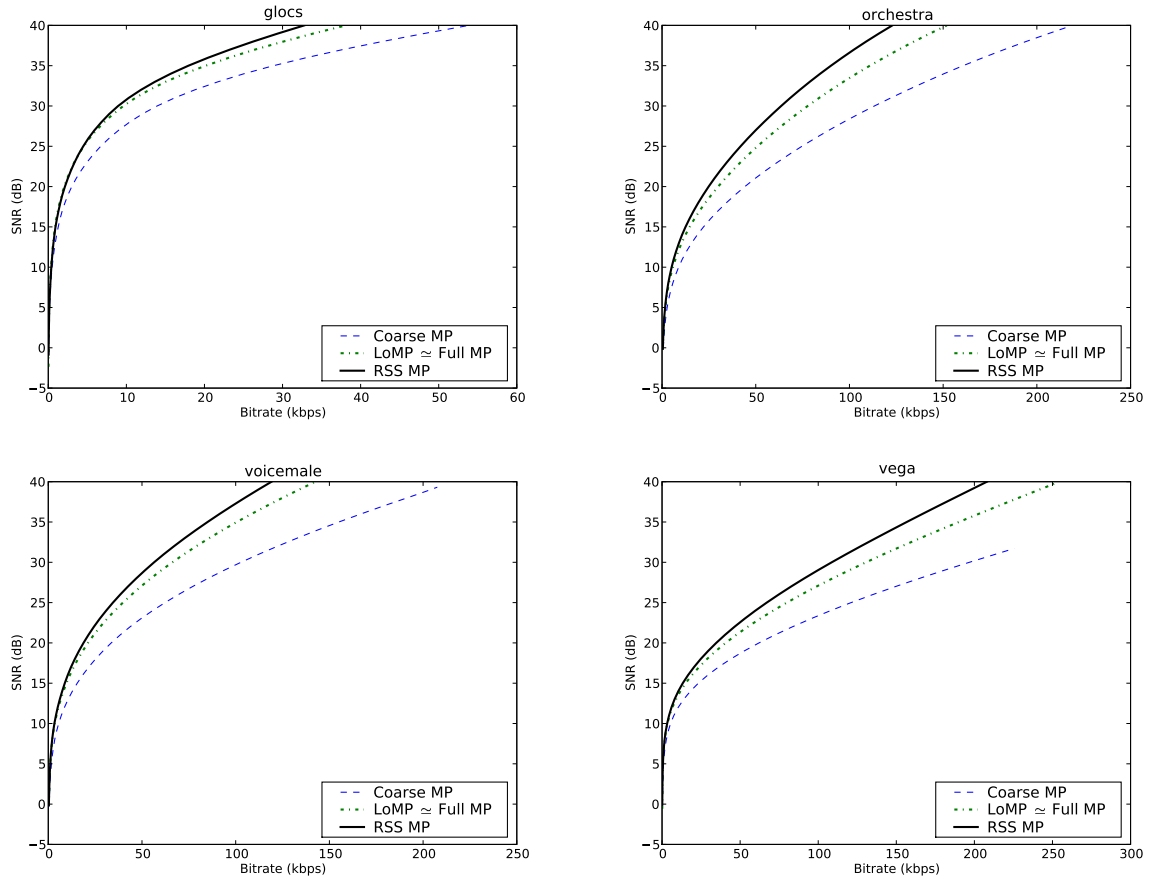 glocs
40
35
30
25
20
15
10
5
0
−5
SNR (dB)
0 10 20 30 40 50 60
Bitrate (kbps)
Coarse MP
LoMP ≃ Full MP
RSS MP
orchestra
40
35
30
25
20
15
10
5
0
−5
SNR (dB)
0 50 100 150 200 250
Bitrate (kbps)
Coarse MP
LoMP ≃ Full MP
RSS MP
voicemale
40
35
30
25
20
15
10
5
0
−5
SNR (dB)
0 50 100 150 200 250
Bitrate (kbps)
Coarse MP
LoMP ≃ Full MP
RSS MP
vega
40
35
30
25
20
15
10
5
0
−5
SNR (dB)
0 50 100 150 200 250 300
Bitrate (kbps)
Coarse MP
LoMP ≃ Full MP
RSS MP